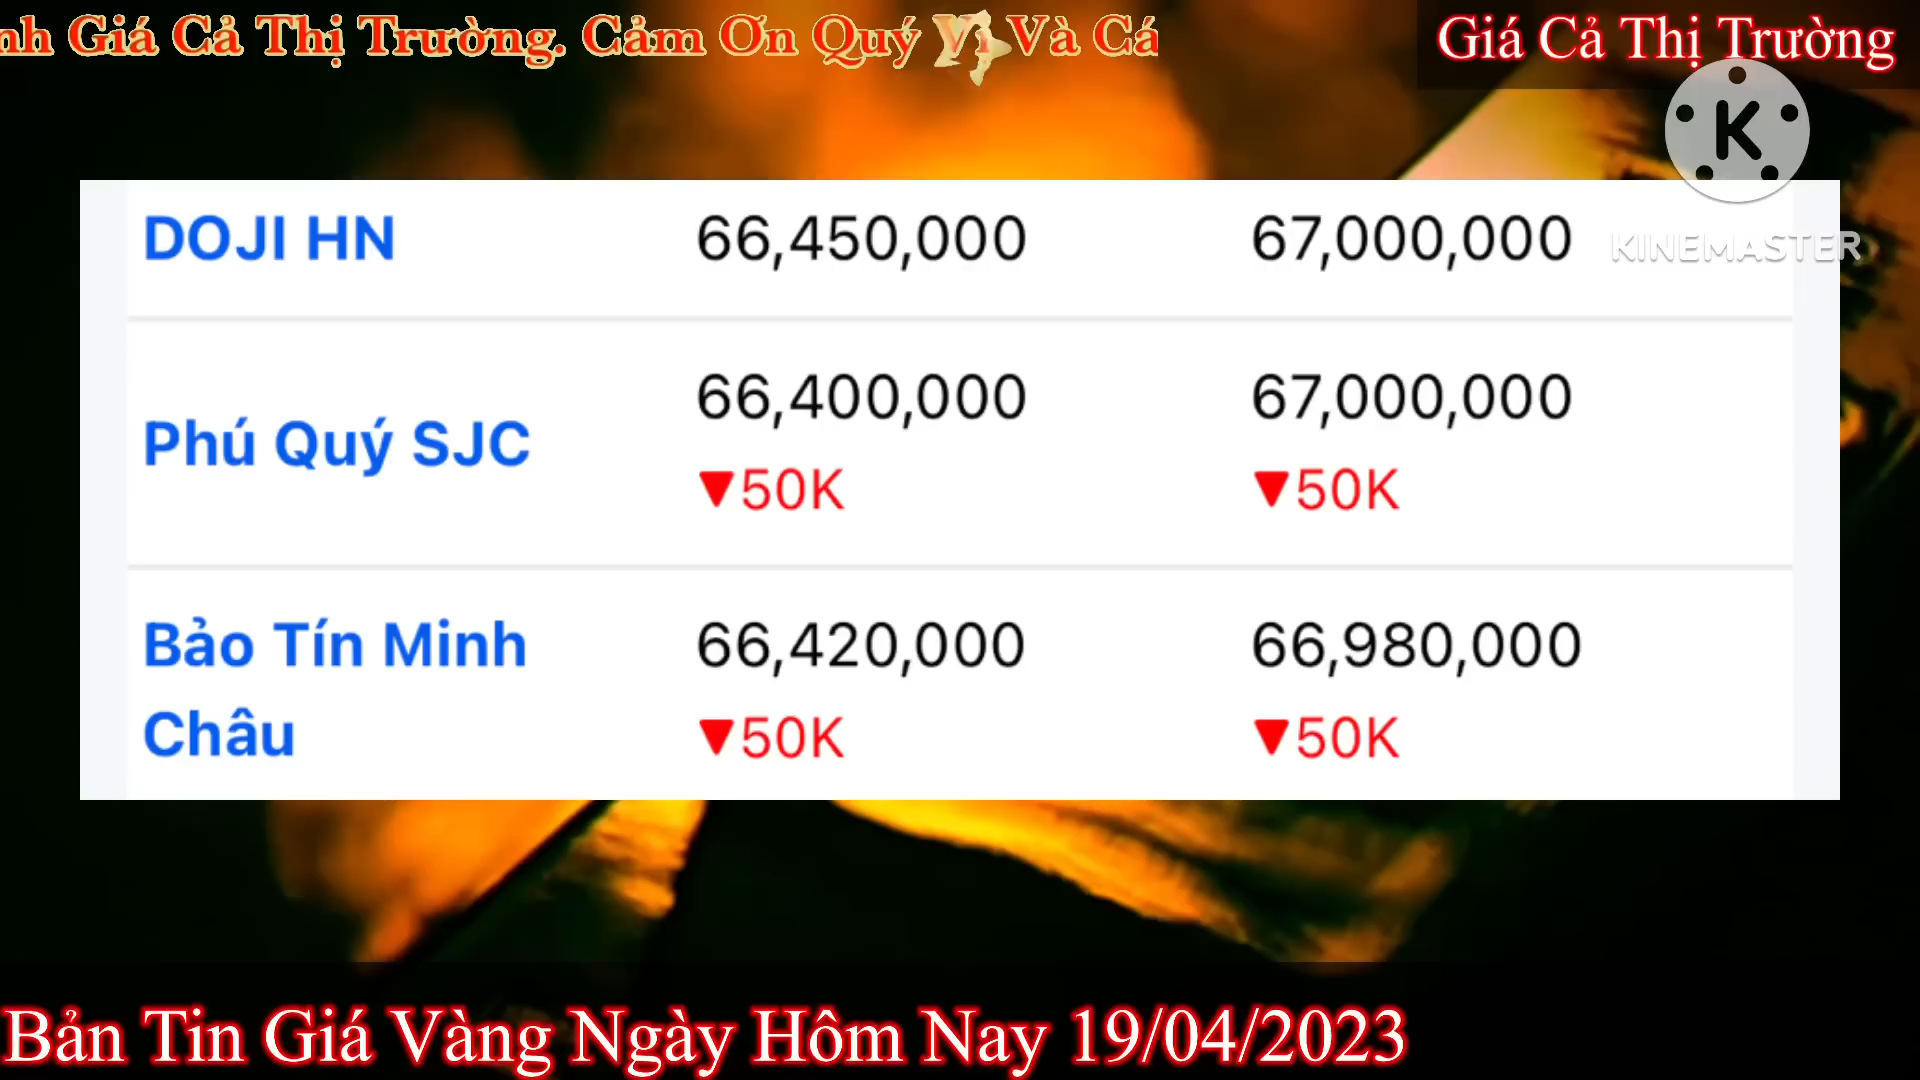 nh Giá Cả Thị Trường. Cảm Ơn Quý Vị Và Cá
Giá Cả Thị Trường
K
KINEMASTER
DOJI HN 66,450,000 67,000,000
Phú Quý SJC 66,400,000 67,000,000
▼50K ▼50K
Bảo Tín Minh Châu 66,420,000 66,980,000
▼50K ▼50K
Bản Tin Giá Vàng Ngày Hôm Nay 19/04/2023